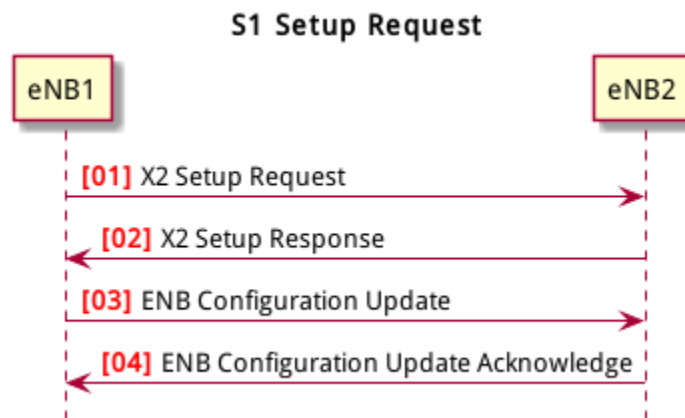 S1 Setup Request
eNB1 eNB2
[01] X2 Setup Request
[02] X2 Setup Response
[03] ENB Configuration Update
[04] ENB Configuration Update Acknowledge